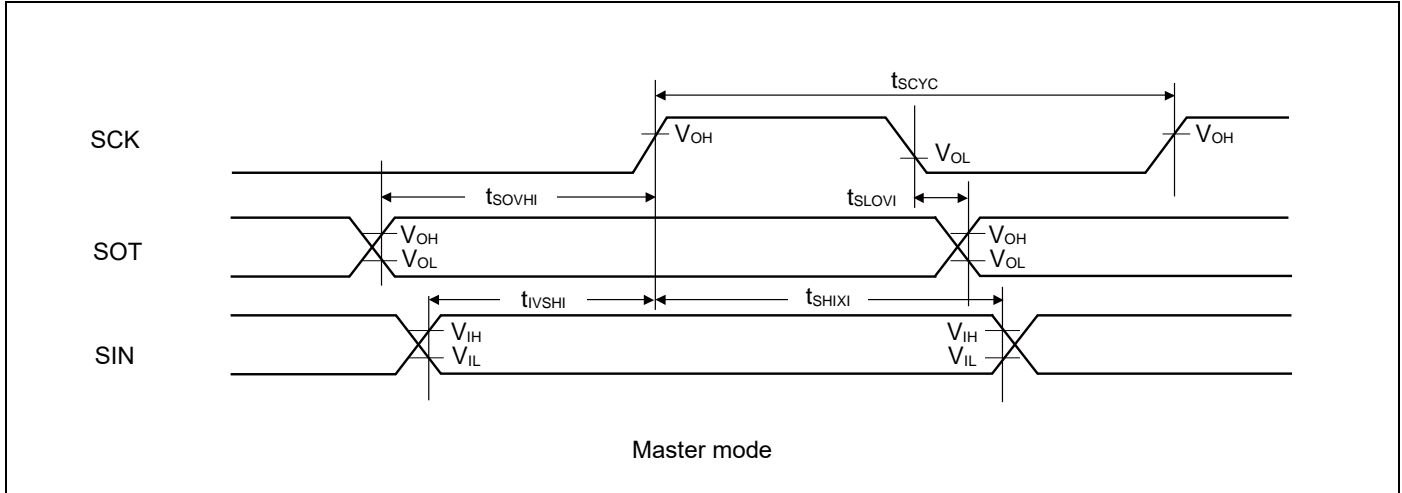 tSCYC
SCK
VOH
VOL
VOH
tSOVHI
tSLOVI
SOT
VOH
VOL
VOH
VOL
tIVSHI
tSHIXI
SIN
VIH
VIL
VIH
VIL
Master mode